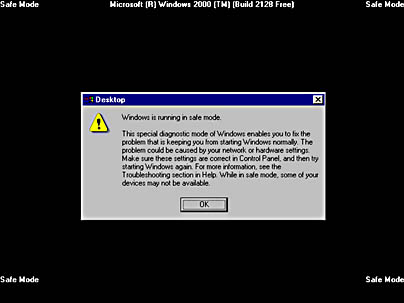 Safe Mode Microsoft (R) Windows 2000 (TM) (Build 2128 Free) Safe Mode
Desktop
Windows is running in safe mode.
This special diagnostic mode of Windows enables you to fix the
problem that is keeping you from starting Windows normally. The
problem could be caused by your network or hardware settings.
Make sure these settings are correct in Control Panel, and then try
starting Windows again. For more information, see the
Troubleshooting section in Help. While in safe mode, some of your
devices may not be available.
OK
Safe Mode Safe Mode